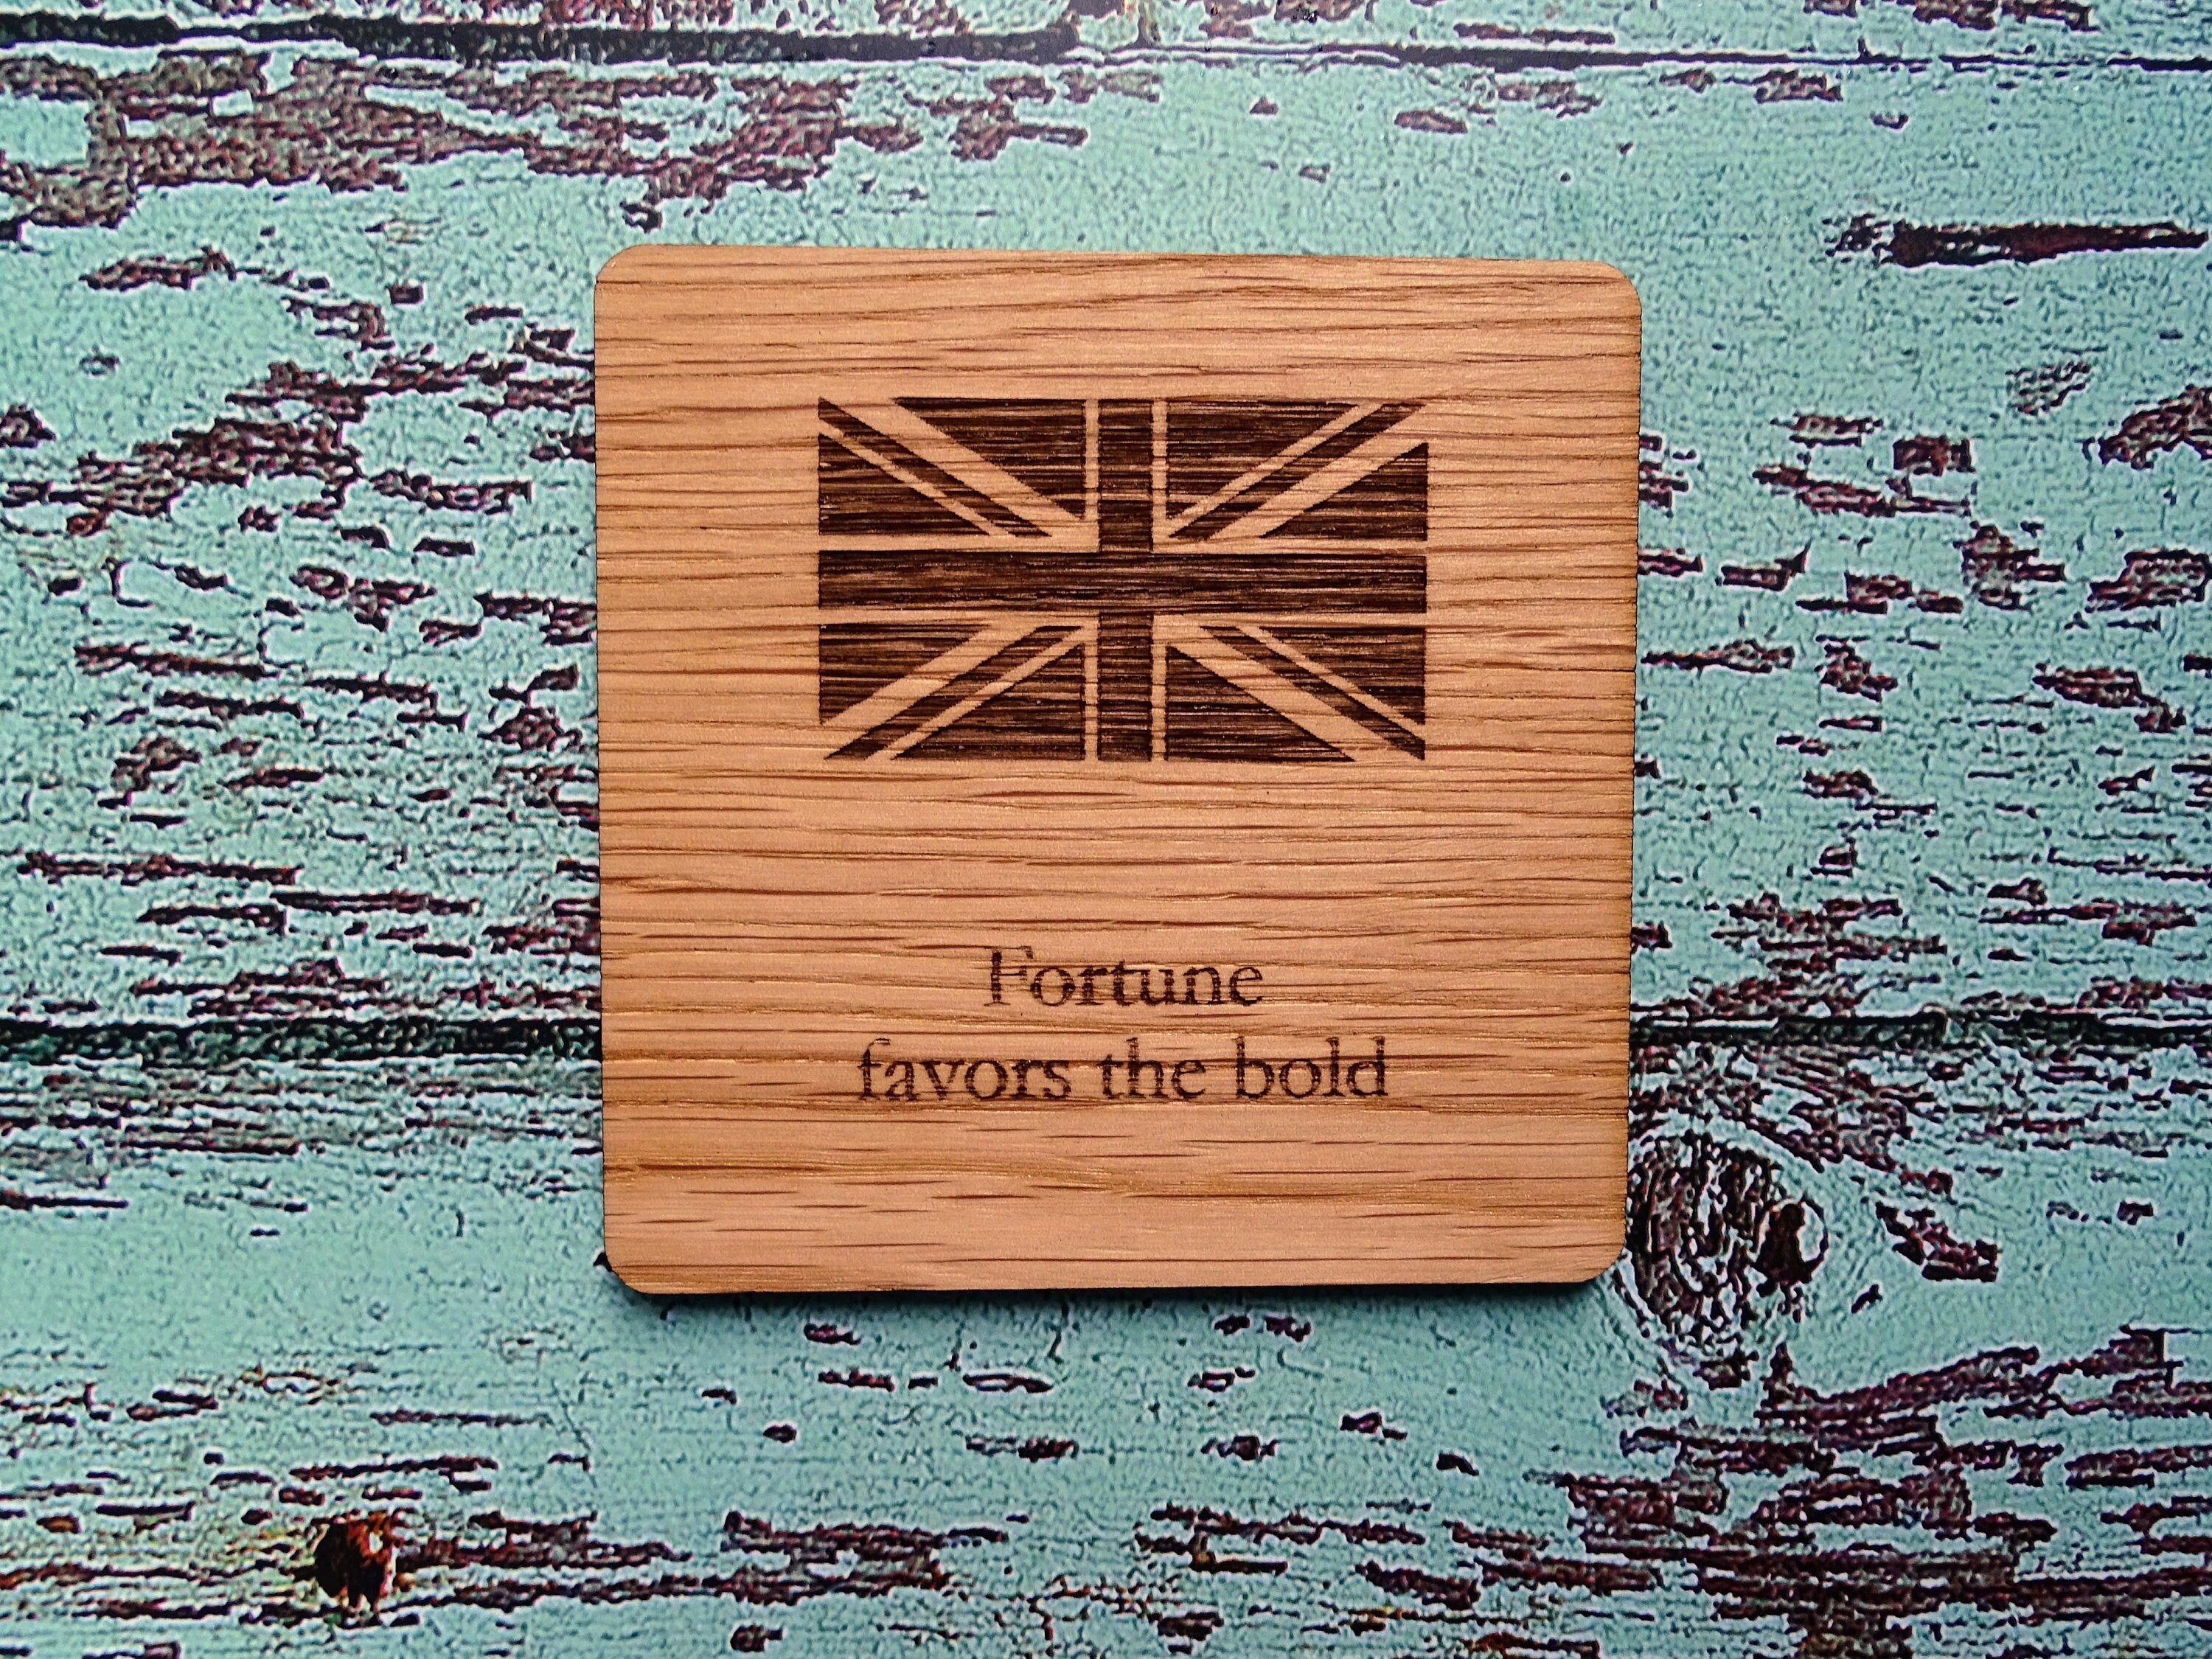 Fortune
favors the bold